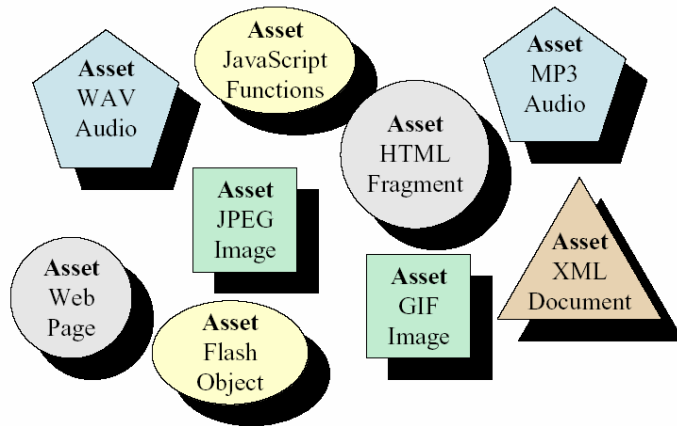 Asset
WAV
Audio
Asset
JavaScript
Functions
Asset
MP3
Audio
Asset
HTML
Fragment
Asset
JPEG
Image
Asset
Web
Page
Asset
Flash
Object
Asset
GIF
Image
Asset
XML
Document